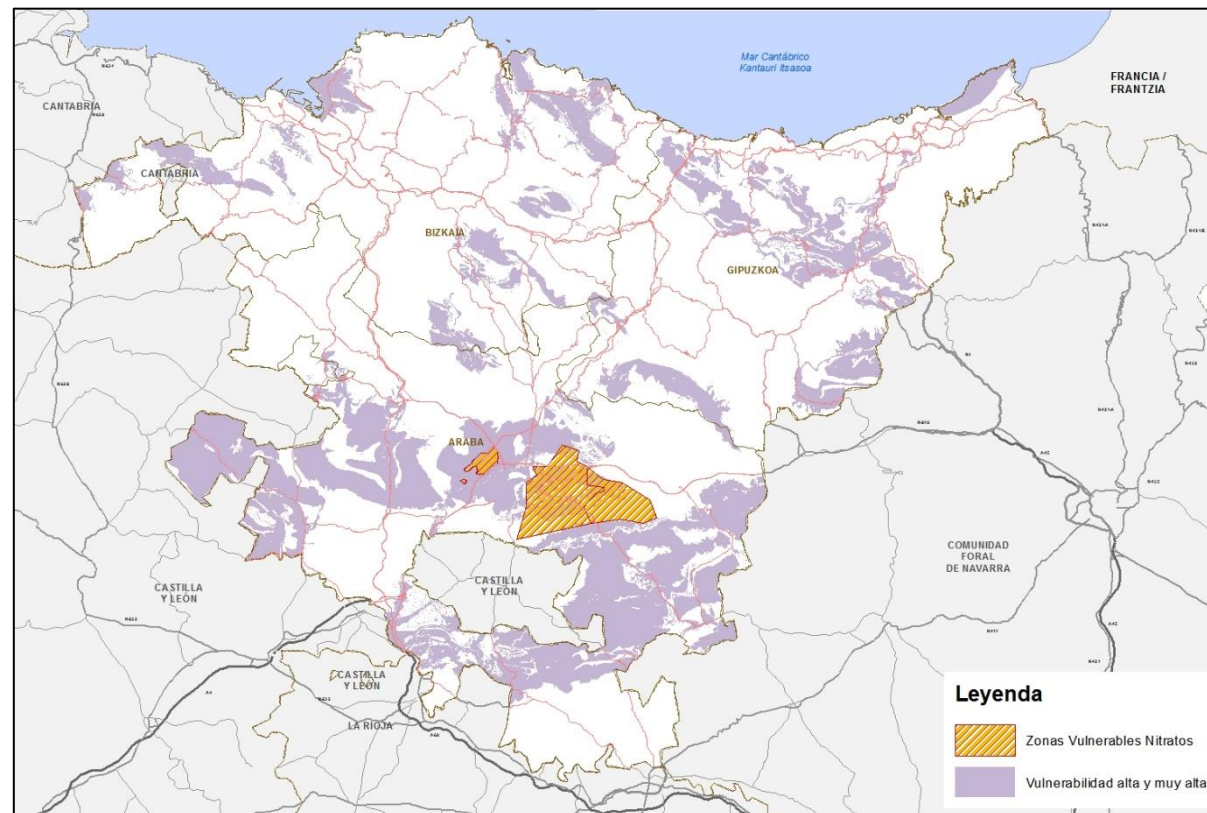 Mar Cantábrico
Kantauri Itsasoa
FRANCIA /
FRANTZIA
CANTABRIA
CANTABRIA
BIZKAIA
GIPUZKOA
ARABA
COMUNIDAD
FORAL
DE NAVARRA
CASTILLA
Y LEÓN
CASTILLA
Y LEÓN
CASTILLA
Y LEÓN
LA RIOJA
Leyenda
Zonas Vulnerables Nitratos
Vulnerabilidad alta y muy alta